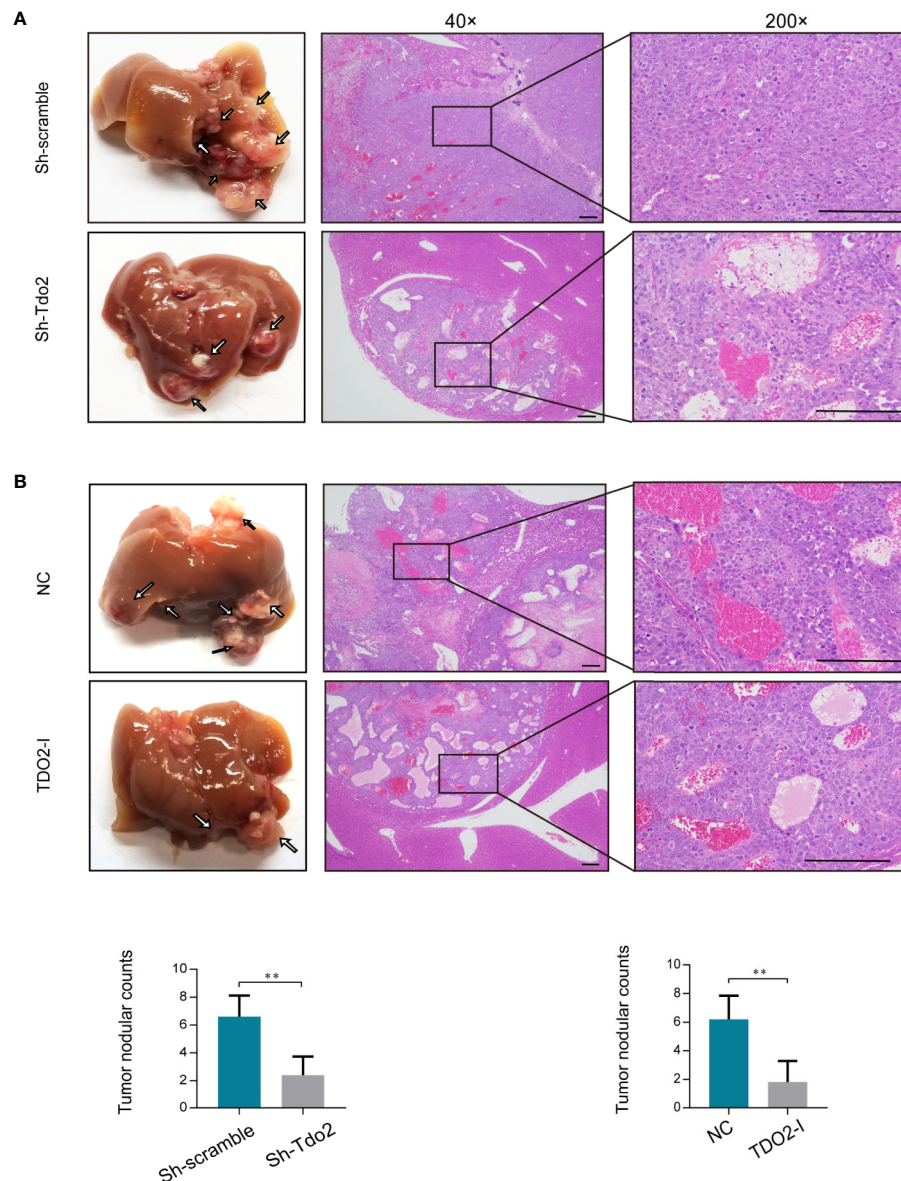 A
40×
200×
Sh-scramble
Sh-Tdo2
B
NC
TDO2-I
Tumor nodular counts
10
8
6
4
2
0
**
Sh-scramble
Sh-Tdo2
Tumor nodular counts
10
8
6
4
2
0
**
NC
TDO2-I